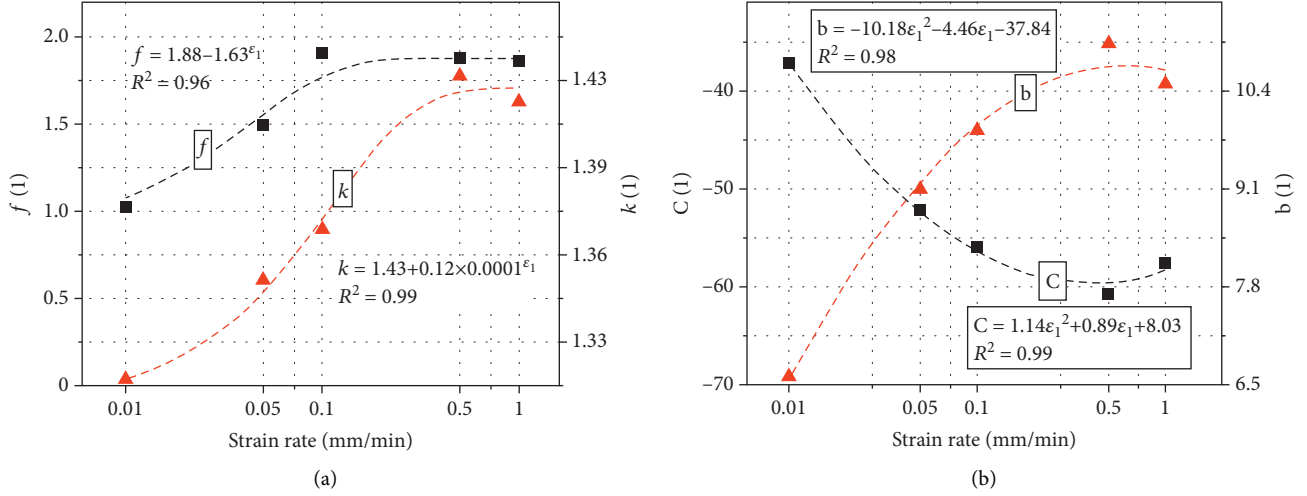 2.0
1.5
1.0
0.5
0
f (1)
f = 1.88–1.63^ε₁
R² = 0.96
f
k
k = 1.43+0.12×0.0001^ε₁
R² = 0.99
1.43
1.39
1.36
1.33
k (1)
0.01 0.05 0.1 0.5 1
Strain rate (mm/min)
(a)
–40
–50
–60
–70
C (1)
b = –10.18ε₁²–4.46ε₁–37.84
R² = 0.98
b
C
C = 1.14ε₁²+0.89ε₁+8.03
R² = 0.99
11.7
10.4
9.1
7.8
6.5
b (1)
0.01 0.05 0.1 0.5 1
Strain rate (mm/min)
(b)